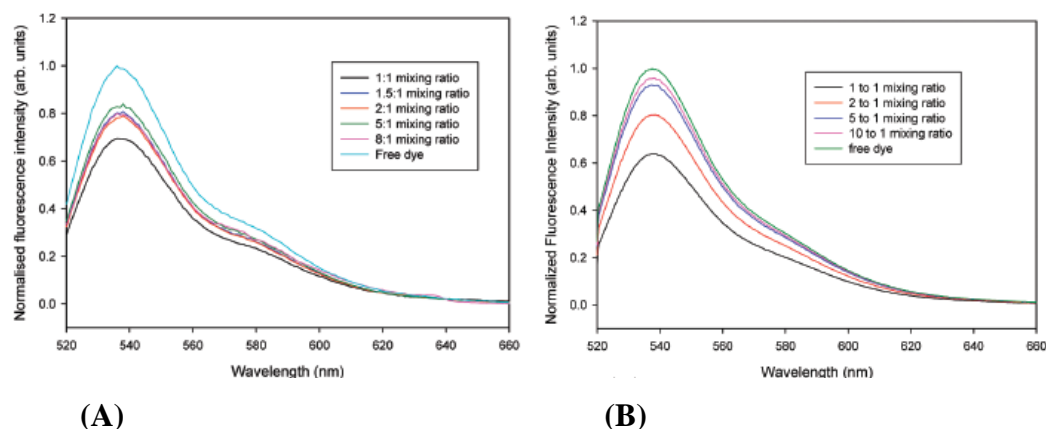 1.2
1.0
0.8
0.6
0.4
0.2
0.0
Normalised fluorescence intensity (arb. units)
1:1 mixing ratio
1.5:1 mixing ratio
2:1 mixing ratio
5:1 mixing ratio
8:1 mixing ratio
Free dye
520 540 560 580 600 620 640 660
Wavelength (nm)
(A)
1.2
1.0
0.8
0.6
0.4
0.2
0.0
Normalized Fluorescence Intensity (arb. units)
1 to 1 mixing ratio
2 to 1 mixing ratio
5 to 1 mixing ratio
10 to 1 mixing ratio
free dye
520 540 560 580 600 620 640 660
Wavelength (nm)
(B)